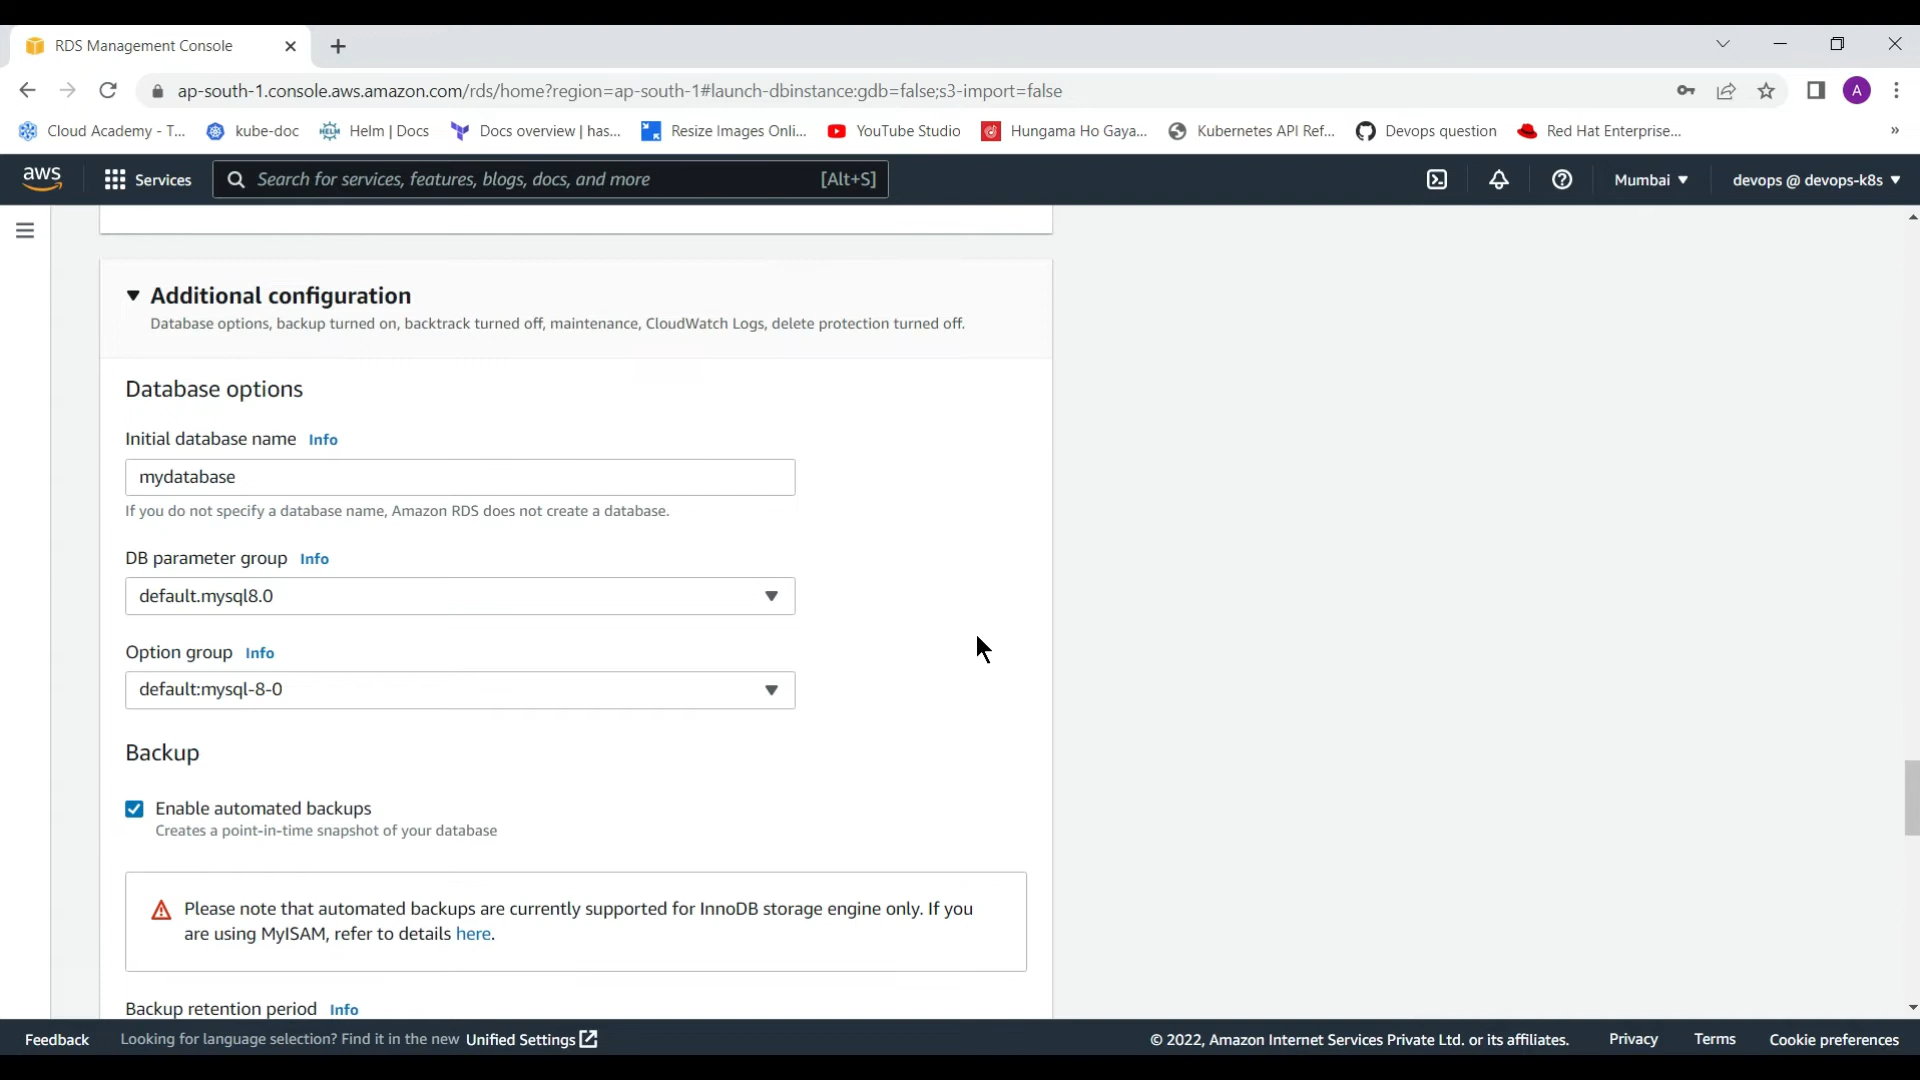 RDS Management Console
ap-south-1.console.aws.amazon.com/rds/home?region=ap-south-1#launch-dbinstance:gdb=false;s3-import=false
A
Cloud Academy - T... kube-doc Helm | Docs Docs overview | has... Resize Images Onli... YouTube Studio Hungama Ho Gaya... Kubernetes API Ref... Devops question Red Hat Enterprise... »
aws Services Search for services, features, blogs, docs, and more [Alt+S] Mumbai devops @ devops-k8s
Additional configuration
Database options, backup turned on, backtrack turned off, maintenance, CloudWatch Logs, delete protection turned off.
Database options
Initial database name Info
mydatabase
If you do not specify a database name, Amazon RDS does not create a database.
DB parameter group Info
default.mysql8.0
Option group Info
default:mysql-8-0
Backup
Enable automated backups
Creates a point-in-time snapshot of your database
Please note that automated backups are currently supported for InnoDB storage engine only. If you
are using MyISAM, refer to details here.
Backup retention period Info
Feedback Looking for language selection? Find it in the new Unified Settings © 2022, Amazon Internet Services Private Ltd. or its affiliates. Privacy Terms Cookie preferences